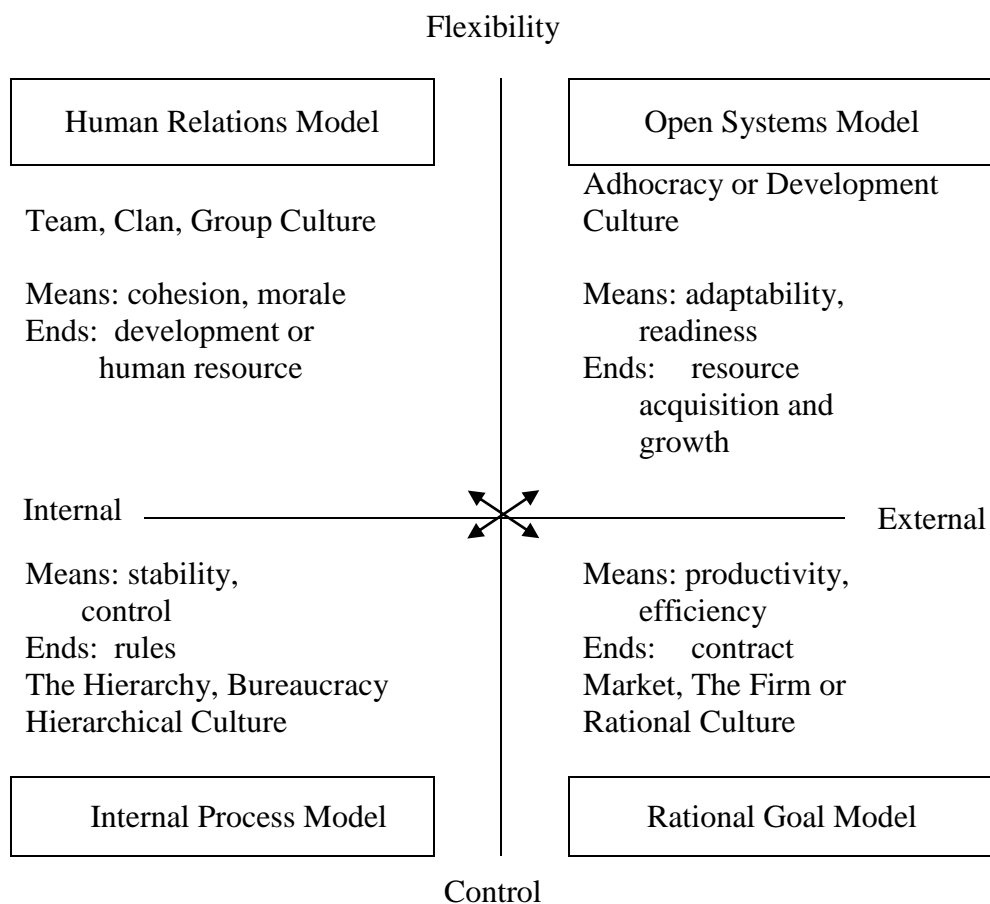 Flexibility
Human Relations Model
Team, Clan, Group Culture
Means: cohesion, morale
Ends: development or
human resource
Open Systems Model
Adhocracy or Development
Culture
Means: adaptability,
readiness
Ends: resource
acquisition and
growth
Internal
External
Means: stability,
control
Ends: rules
The Hierarchy, Bureaucracy
Hierarchical Culture
Internal Process Model
Means: productivity,
efficiency
Ends: contract
Market, The Firm or
Rational Culture
Rational Goal Model
Control